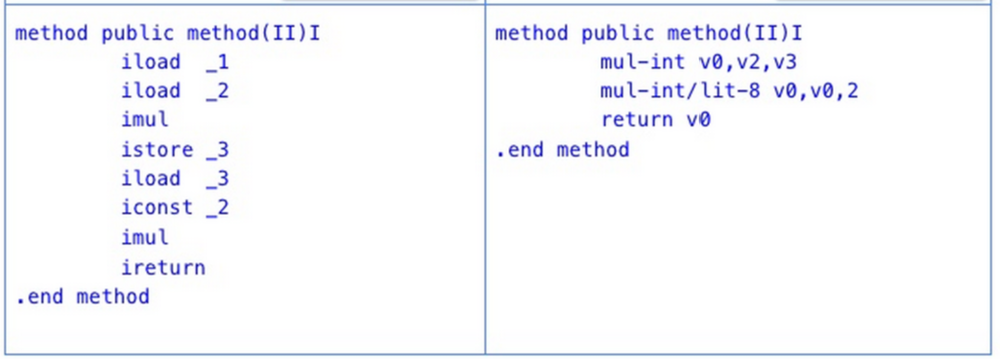 method public method(II)I
iload _1
iload _2
imul
istore _3
iload _3
iconst _2
imul
ireturn
.end method
method public method(II)I
mul-int v0,v2,v3
mul-int/lit-8 v0,v0,2
return v0
.end method